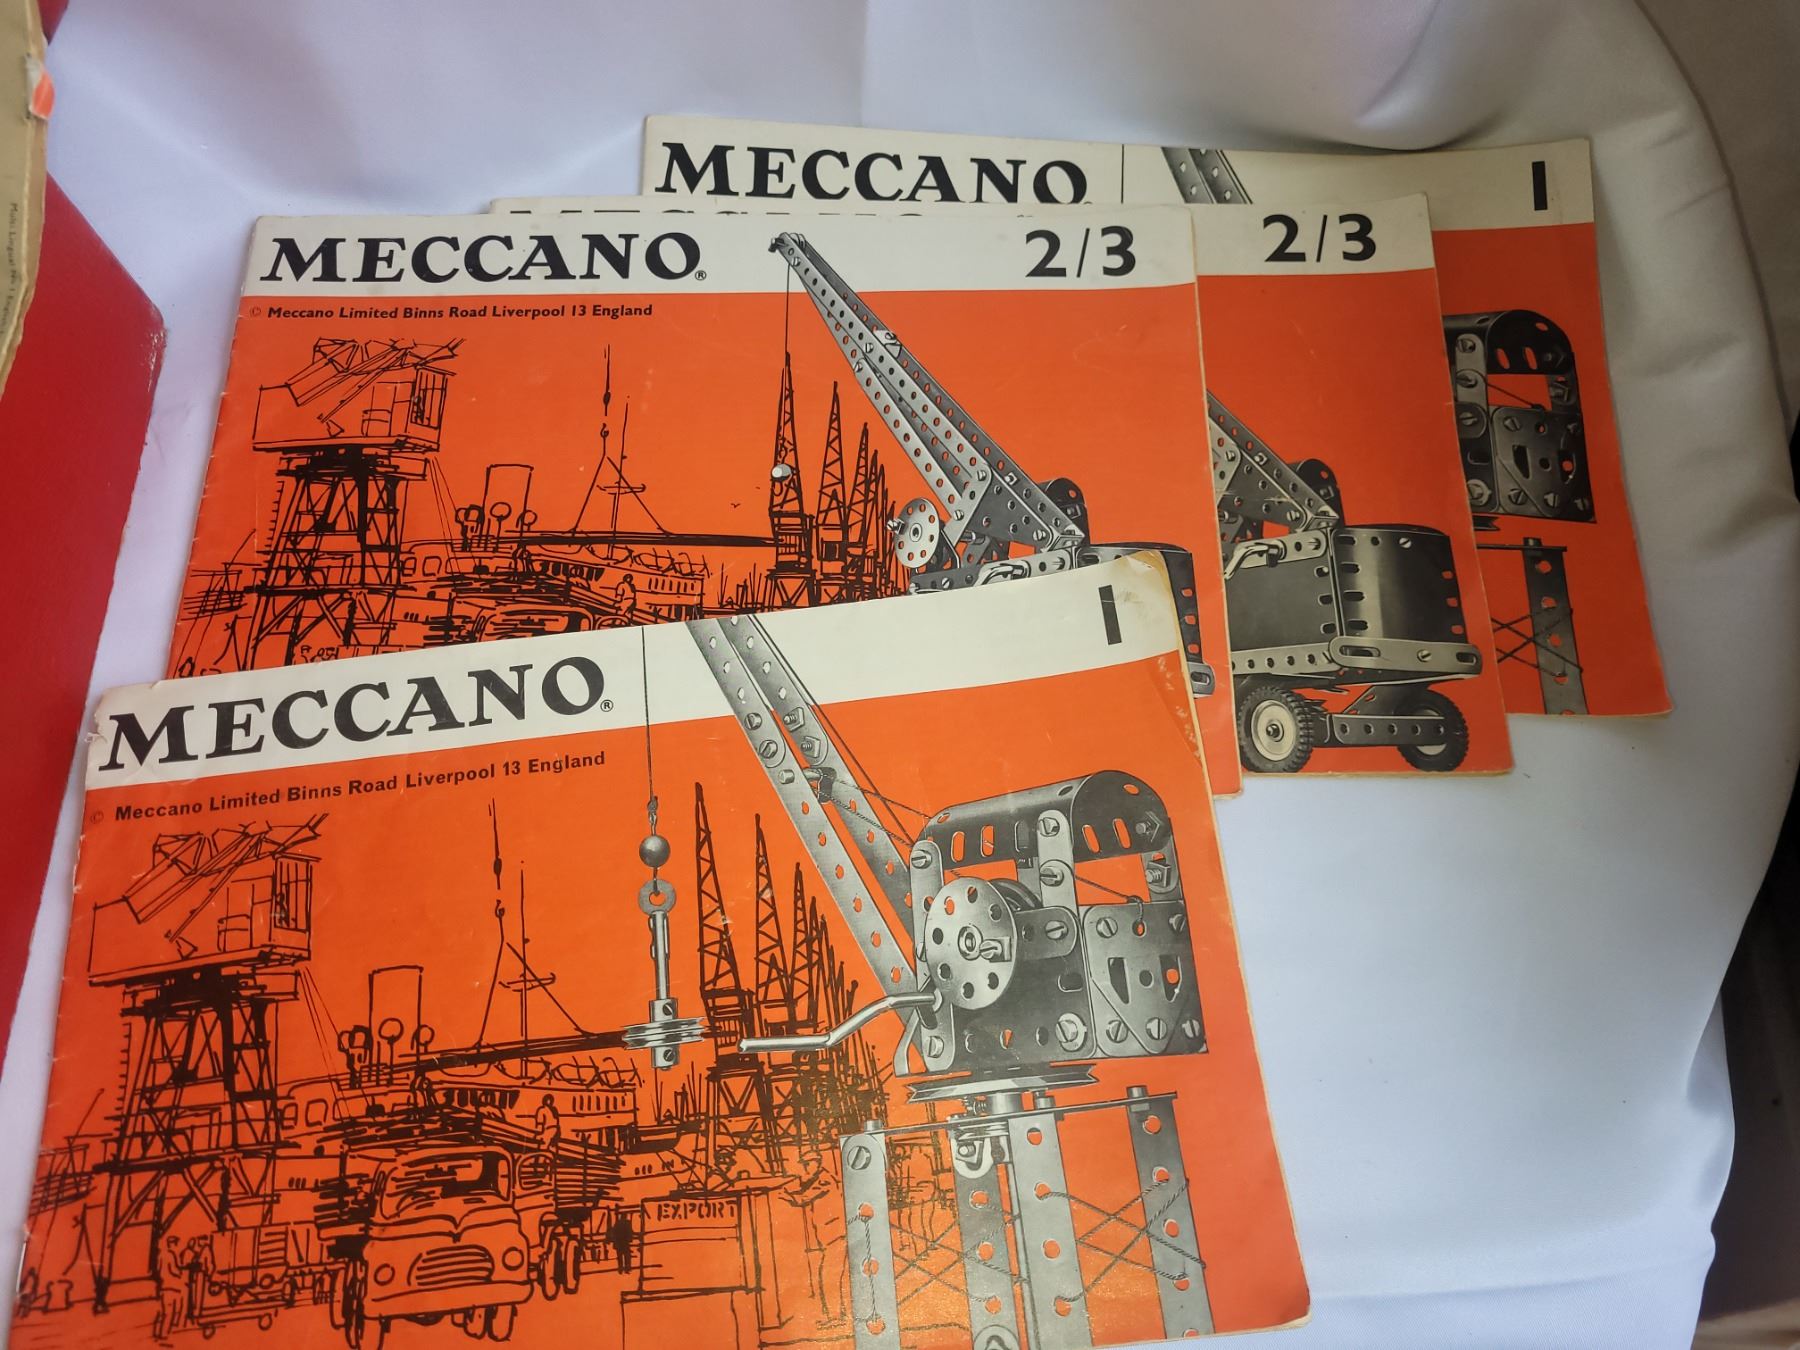 MECCANO 1
MECCANO
2/3
MECCANO® 2/3
© Meccano Limited Binns Road Liverpool 13 England
MECCANO® 1
© Meccano Limited Binns Road Liverpool 13 England
EXPORT